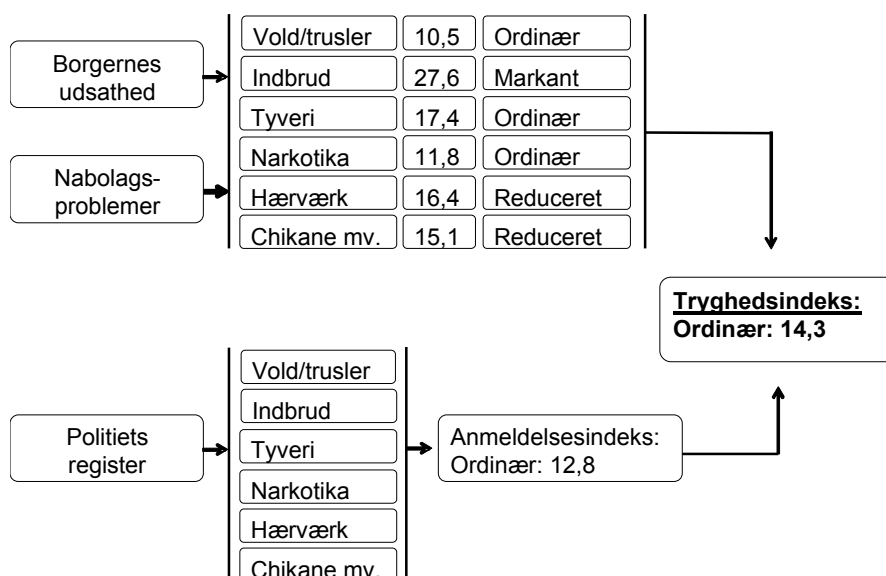 Borgernes
udsathed
Nabolags-
problemer
Vold/trusler 10,5 Ordinær
Indbrud 27,6 Markant
Tyveri 17,4 Ordinær
Narkotika 11,8 Ordinær
Hærværk 16,4 Reduceret
Chikane mv. 15,1 Reduceret
Tryghedsindeks:
Ordinær: 14,3
Politiets
register
Vold/trusler
Indbrud
Tyveri
Narkotika
Hærværk
Chikane mv.
Anmeldelsesindeks:
Ordinær: 12,8